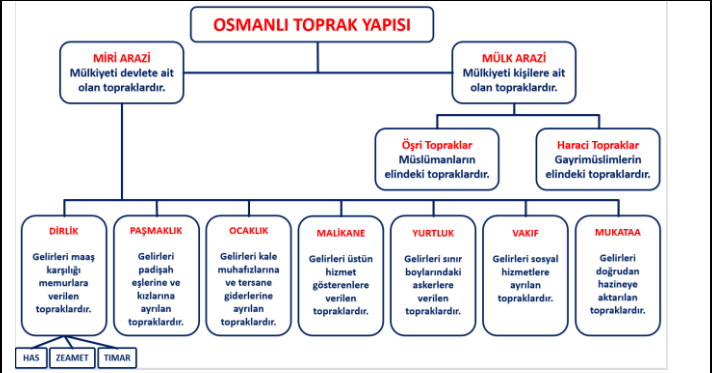 OSMANLI TOPRAK YAPISI
MİRİ ARAZİ
Mülkiyeti devlete ait
olan topraklardır.
MÜLK ARAZİ
Mülkiyeti kişilere ait
olan topraklardır.
Öşri Topraklar
Müslümanların
elindeki topraklardır.
Haraci Topraklar
Gayrimüslimlerin
elindeki topraklardır.
DİRLİK
Gelirleri maaş
karşılığı
memurlara
verilen
topraklardır.
PAŞMAKLIK
Gelirleri
padişah
eşlerine ve
kızlarına
ayrılan
topraklardır.
OCAKLIK
Gelirleri kale
muhafızlarına
ve tersane
giderlerine
ayrılan
topraklardır.
MALİKANE
Gelirleri üstün
hizmet
gösterenlere
verilen
topraklardır.
YURTLUK
Gelirleri sınır
boylarındaki
askerlere
verilen
topraklardır.
VAKIF
Gelirleri sosyal
hizmetlere
ayrılan
topraklardır.
MUKATAA
Gelirleri
doğrudan
hazineye
aktarılan
topraklardır.
HAS
ZEAMET
TIMAR